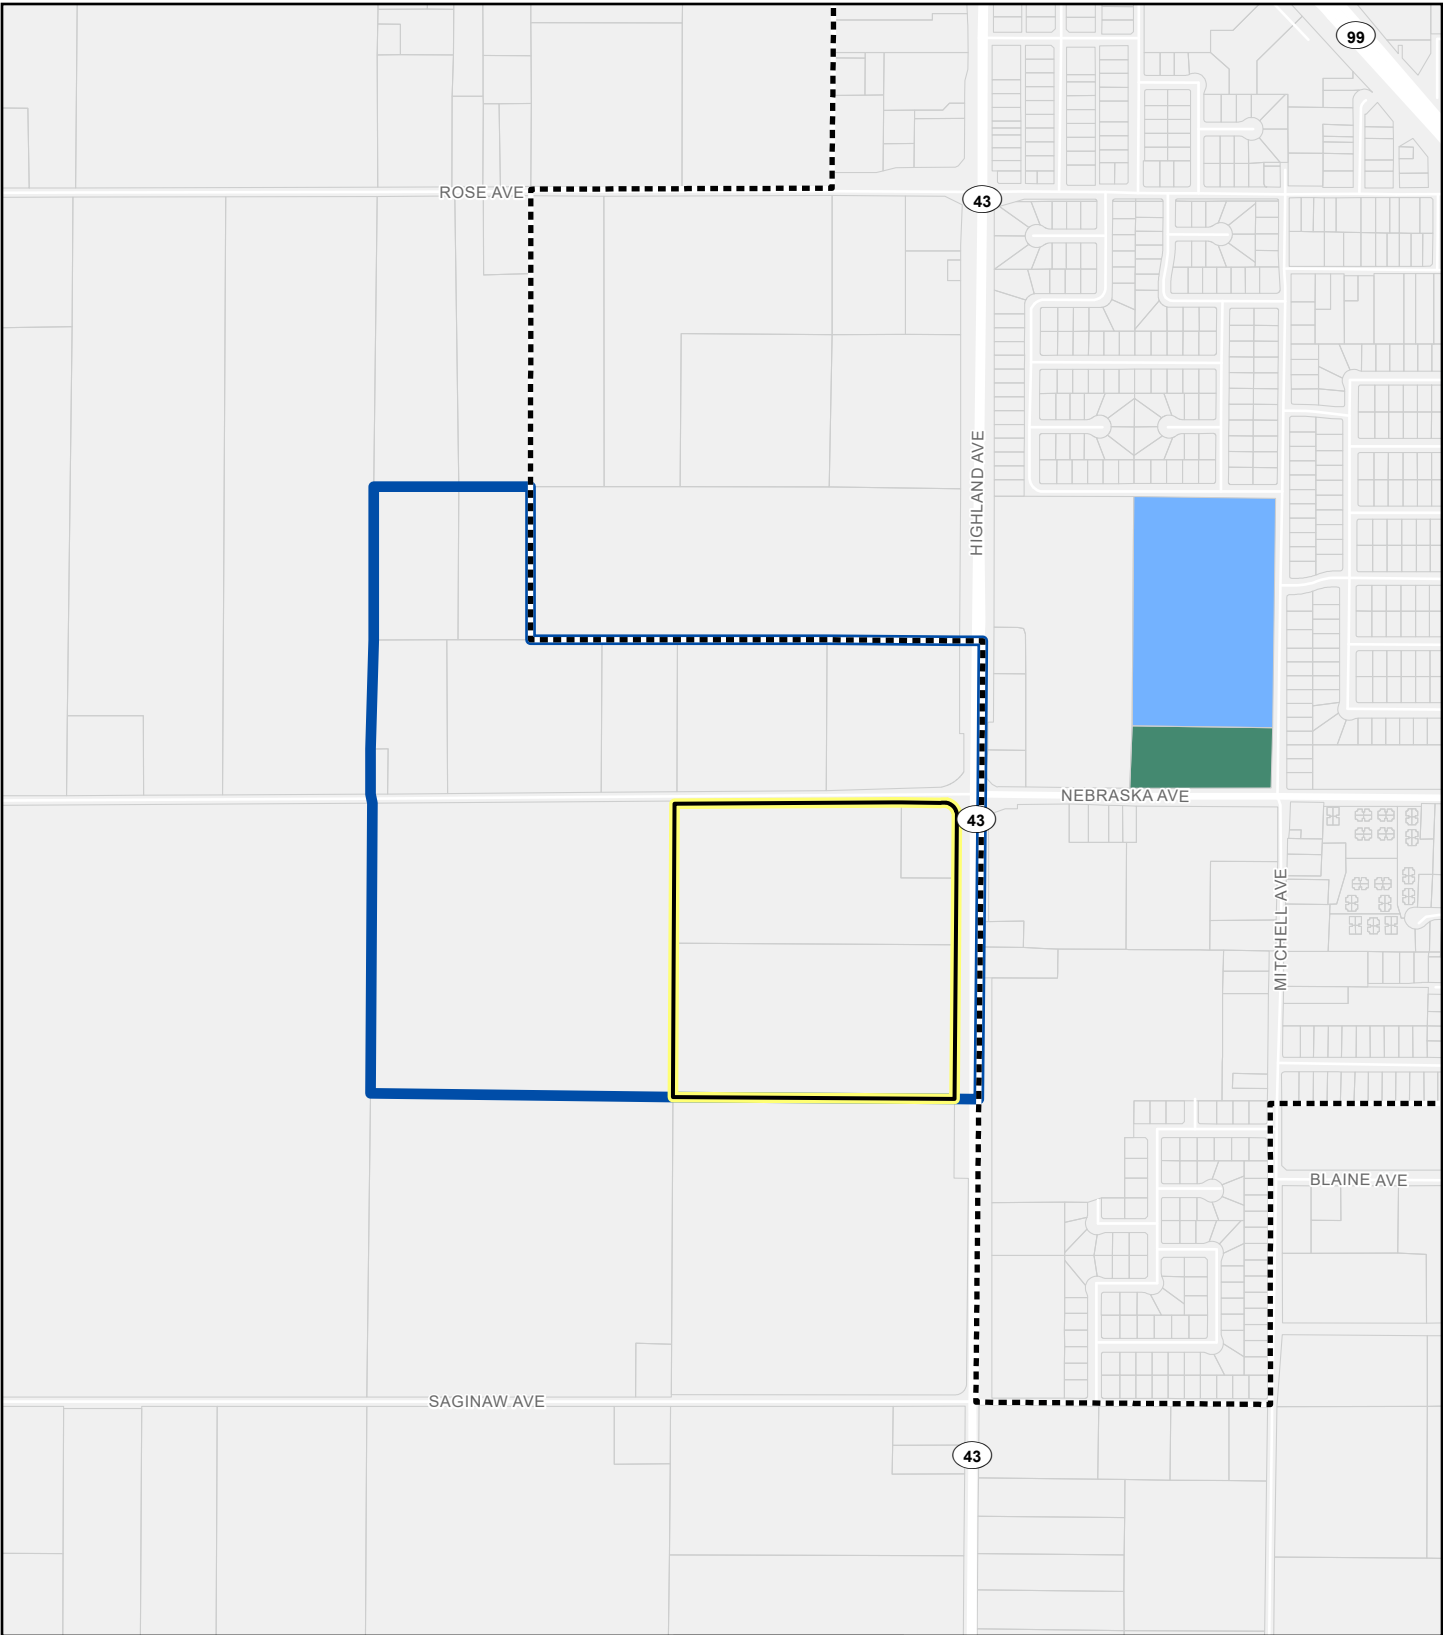 99
ROSE AVE
43
HIGHLAND AVE
NEBRASKA AVE
43
MITCHELL AVE
BLAINE AVE
SAGINAW AVE
43